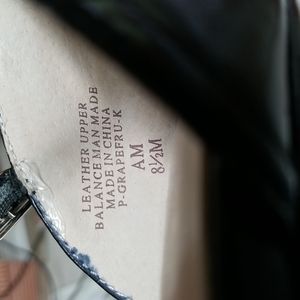 LEATHER UPPER
BALANCE MAN MADE
MADE IN CHINA
P-GRAPEFRU-K
AM
8½M